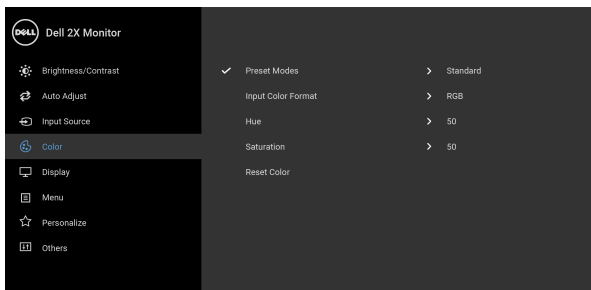 DELL Dell 2X Monitor
Brightness/Contrast
Auto Adjust
Input Source
Color
Display
Menu
Personalize
Others
Preset Modes Standard
Input Color Format RGB
Hue 50
Saturation 50
Reset Color